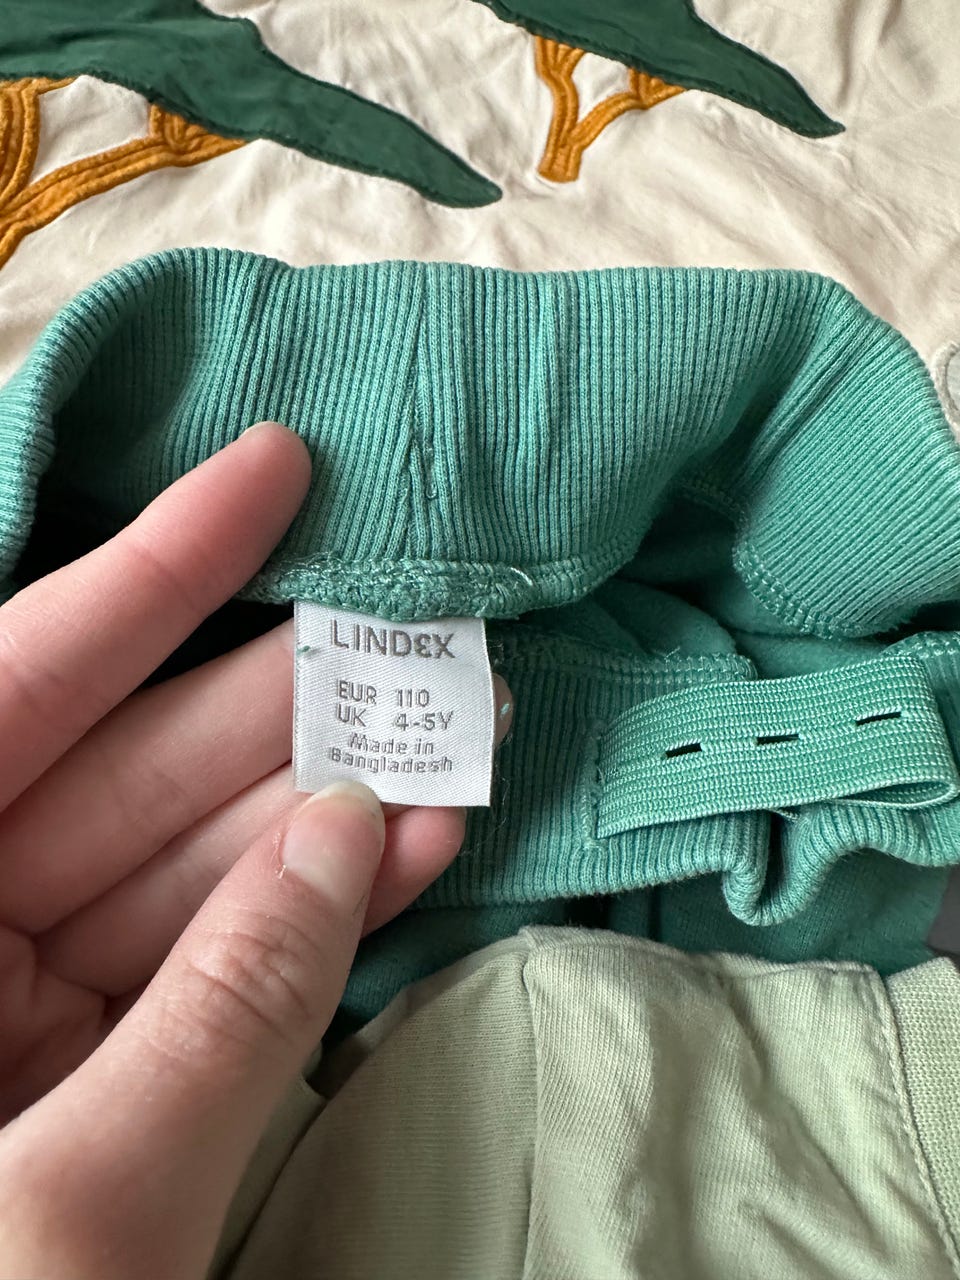 LINDEX
EUR 110
UK 4-5Y
Made in
Bangladesh